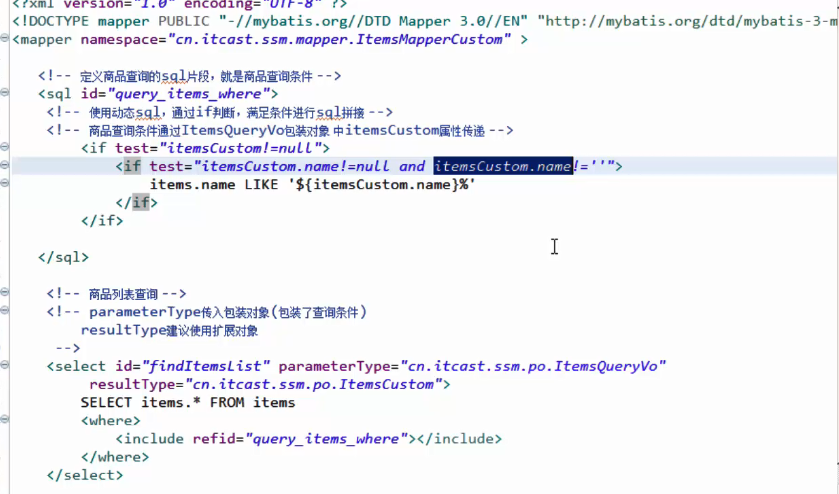 <?xml version="1.0" encoding="UTF-8" ?>
<!DOCTYPE mapper PUBLIC "-//mybatis.org//DTD Mapper 3.0//EN" "http://mybatis.org/dtd/mybatis-3-m
<mapper namespace="cn.itcast.ssm.mapper.ItemsMapperCustom" >
<!-- 定义商品查询的sql片段，就是商品查询条件 -->
<sql id="query_items_where">
<!-- 使用动态sql，通过if判断，满足条件进行sql拼接 -->
<!-- 商品查询条件通过ItemsQueryVo包装对象 中itemsCustom属性传递 -->
<if test="itemsCustom!=null">
<if test="itemsCustom.name!=null and itemsCustom.name!=''">
items.name LIKE '${itemsCustom.name}%'
</if>
</if>
</sql>
<!-- 商品列表查询 -->
<!-- parameterType传入包装对象(包装了查询条件)
resultType建议使用扩展对象
-->
<select id="findItemsList" parameterType="cn.itcast.ssm.po.ItemsQueryVo"
resultType="cn.itcast.ssm.po.ItemsCustom">
SELECT items.* FROM items
<where>
<include refid="query_items_where"></include>
</where>
</select>